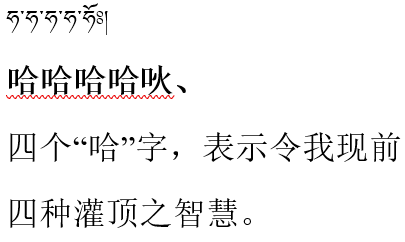 ཧ་ཧ་ཧ་ཧ་ཧོཿ།
哈哈哈哈吙、
四个“哈”字，表示令我现前
四种灌顶之智慧。